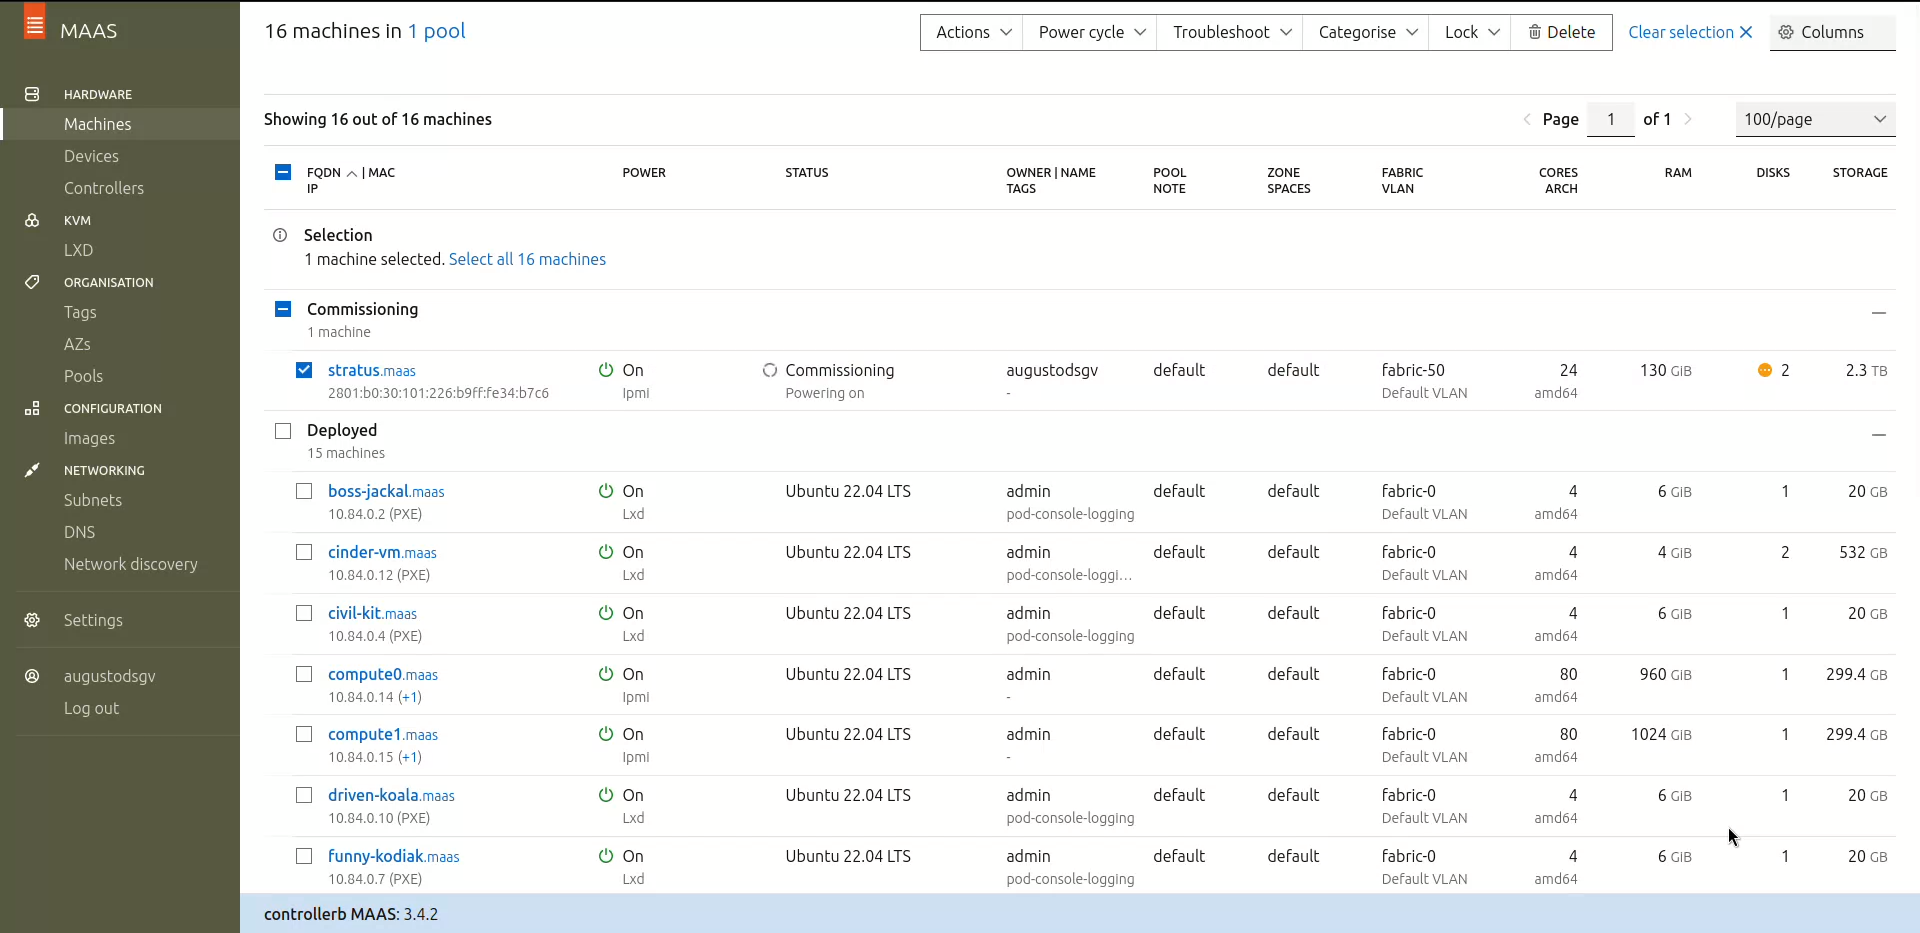 MAAS
HARDWARE
Machines
Devices
Controllers
KVM
LXD
ORGANISATION
Tags
AZs
Pools
CONFIGURATION
Images
NETWORKING
Subnets
DNS
Network discovery
Settings
augustodsgv
Log out
16 machines in 1 pool
Actions Power cycle Troubleshoot Categorise Lock Delete Clear selection Columns
Showing 16 out of 16 machines Page 1 of 1 100/page
FQDN | MAC POWER STATUS OWNER | NAME POOL ZONE FABRIC CORES RAM DISKS STORAGE
IP TAGS NOTE SPACES VLAN ARCH
Selection
1 machine selected. Select all 16 machines
Commissioning
1 machine
stratus.maas On Commissioning augustodsgv default default fabric-50 24 130 GiB 2 2.3 TB
2801:b0:30:101:226:b9ff:fe34:b7c6 Ipmi Powering on - Default VLAN amd64
Deployed
15 machines
boss-jackal.maas On Ubuntu 22.04 LTS admin default default fabric-0 4 6 GiB 1 20 GB
10.84.0.2 (PXE) Lxd pod-console-logging Default VLAN amd64
cinder-vm.maas On Ubuntu 22.04 LTS admin default default fabric-0 4 4 GiB 2 532 GB
10.84.0.12 (PXE) Lxd pod-console-loggi... Default VLAN amd64
civil-kit.maas On Ubuntu 22.04 LTS admin default default fabric-0 4 6 GiB 1 20 GB
10.84.0.4 (PXE) Lxd pod-console-logging Default VLAN amd64
compute0.maas On Ubuntu 22.04 LTS admin default default fabric-0 80 960 GiB 1 299.4 GB
10.84.0.14 (+1) Ipmi - Default VLAN amd64
compute1.maas On Ubuntu 22.04 LTS admin default default fabric-0 80 1024 GiB 1 299.4 GB
10.84.0.15 (+1) Ipmi - Default VLAN amd64
driven-koala.maas On Ubuntu 22.04 LTS admin default default fabric-0 4 6 GiB 1 20 GB
10.84.0.10 (PXE) Lxd pod-console-logging Default VLAN amd64
funny-kodiak.maas On Ubuntu 22.04 LTS admin default default fabric-0 4 6 GiB 1 20 GB
10.84.0.7 (PXE) Lxd pod-console-logging Default VLAN amd64
controllerb MAAS: 3.4.2